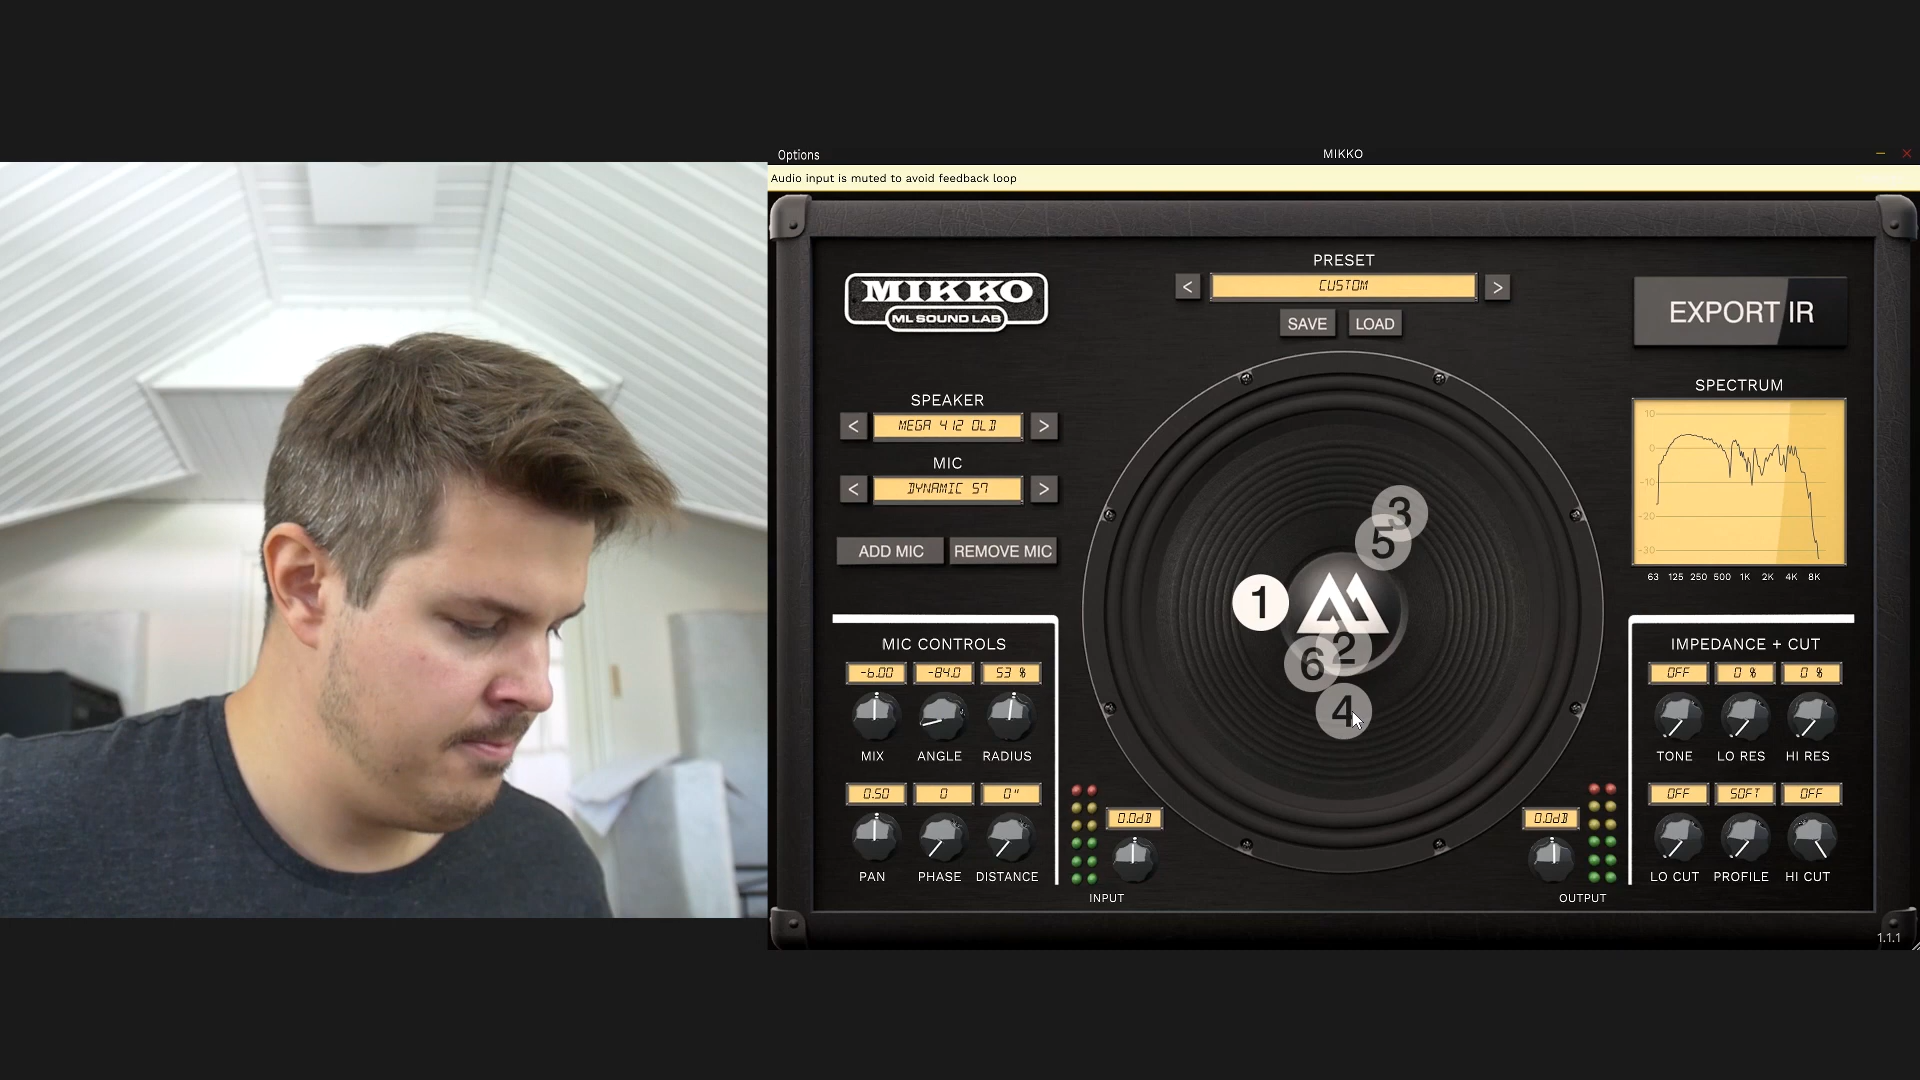 Options
MIKKO
Audio input is muted to avoid feedback loop
MIKKO
ML SOUND LAB
PRESET
<
CUSTOM
>
SAVE
LOAD
EXPORT IR
SPEAKER
<
MEGA 412 OLD
>
MIC
<
DYNAMIC 57
>
ADD MIC
REMOVE MIC
3
5
1
2
6
4
SPECTRUM
10
0
-10
-20
-30
63 125 250 500 1K 2K 4K 8K
MIC CONTROLS
-6.00 -84.0 53 %
MIX ANGLE RADIUS
0.50 0 0"
PAN PHASE DISTANCE
0.0dB
INPUT
0.0dB
OUTPUT
IMPEDANCE + CUT
OFF 0 % 0 %
TONE LO RES HI RES
OFF SOFT OFF
LO CUT PROFILE HI CUT
1.1.1